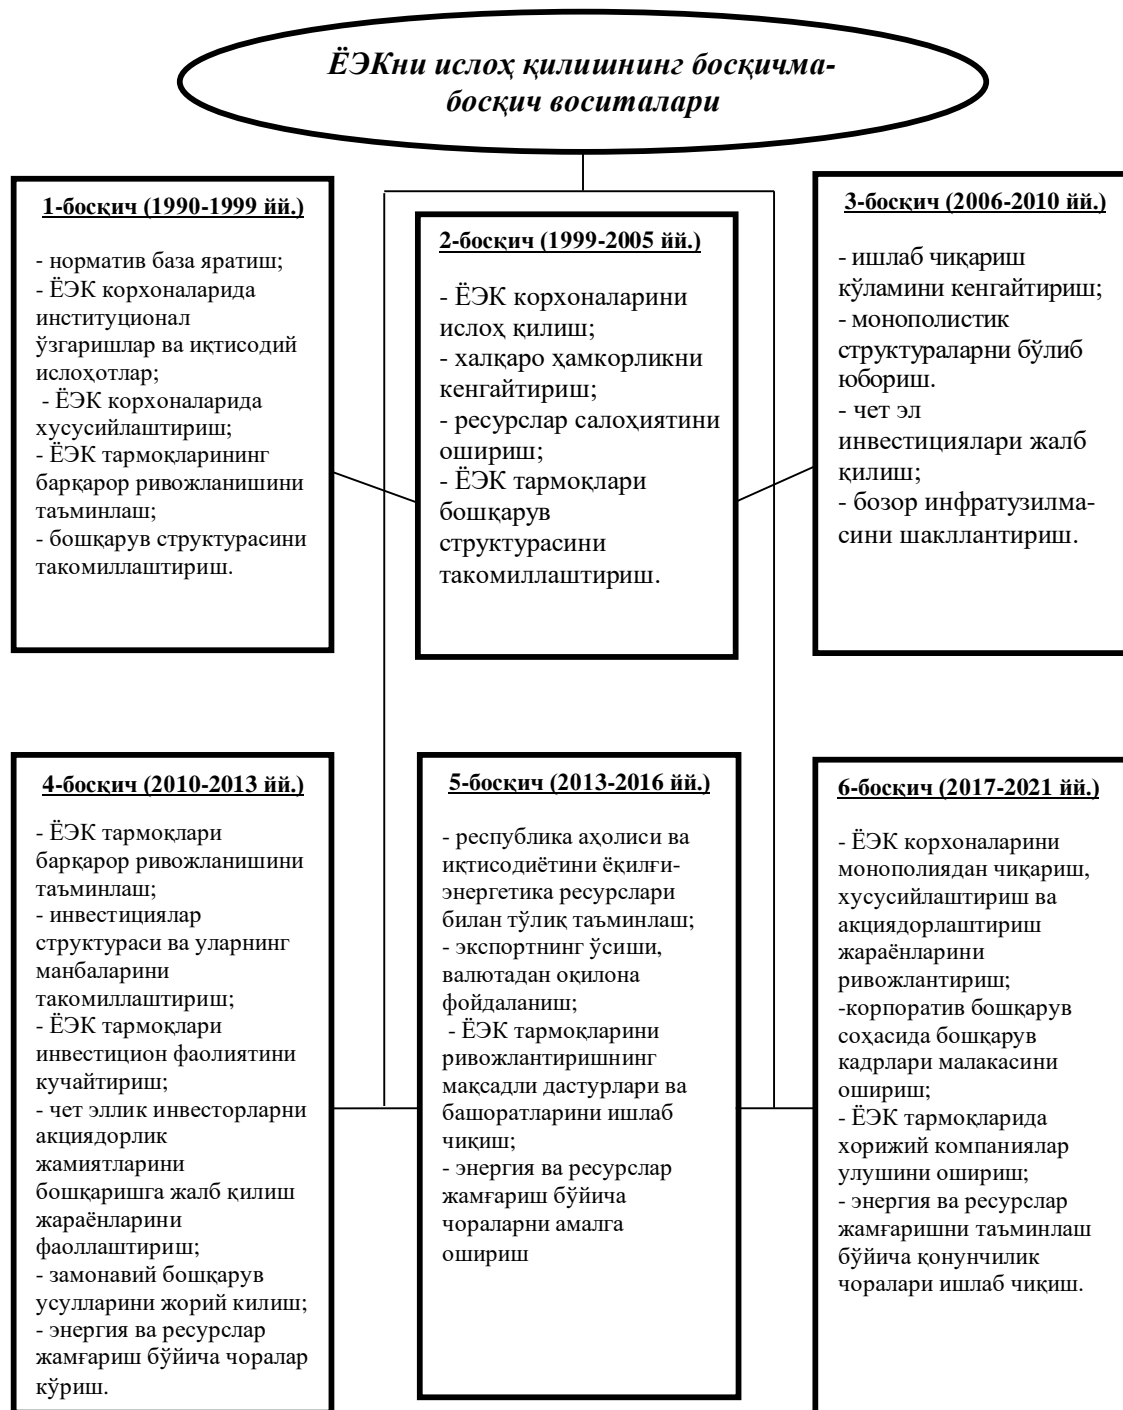 ЁЭКни ислоҳ қилишнинг босқичма-
босқич воситалари
1-босқич (1990-1999 йй.)
- норматив база яратиш;
- ЁЭК корхоналарида
институционал
ўзгаришлар ва иқтисодий
ислоҳотлар;
- ЁЭК корхоналарида
хусусийлаштириш;
- ЁЭК тармоқларининг
барқарор ривожланишини
таъминлаш;
- бошқарув структурасини
такомиллаштириш.
2-босқич (1999-2005 йй.)
- ЁЭК корхоналарини
ислоҳ қилиш;
- халқаро ҳамкорликни
кенгайтириш;
- ресурслар салоҳиятини
ошириш;
- ЁЭК тармоқлари
бошқарув
структурасини
такомиллаштириш.
3-босқич (2006-2010 йй.)
- ишлаб чиқариш
кўламини кенгайтириш;
- монополистик
структураларни бўлиб
юбориш.
- чет эл
инвестициялари жалб
қилиш;
- бозор инфратузилма-
сини шакллантириш.
4-босқич (2010-2013 йй.)
- ЁЭК тармоқлари
барқарор ривожланишини
таъминлаш;
- инвестициялар
структураси ва уларнинг
манбаларини
такомиллаштириш;
- ЁЭК тармоқлари
инвестицион фаолиятини
кучайтириш;
- чет эллик инвесторларни
акциядорлик
жамиятларини
бошқаришга жалб қилиш
жараёнларини
фаоллаштириш;
- замонавий бошқарув
усулларини жорий килиш;
- энергия ва ресурслар
жамғариш бўйича чоралар
кўриш.
5-босқич (2013-2016 йй.)
- республика аҳолиси ва
иқтисодиётини ёқилғи-
энергетика ресурслари
билан тўлиқ таъминлаш;
- экспортнинг ўсиши,
валютадан оқилона
фойдаланиш;
- ЁЭК тармоқларини
ривожлантиришнинг
мақсадли дастурлари ва
башоратларини ишлаб
чиқиш;
- энергия ва ресурслар
жамғариш бўйича
чораларни амалга
ошириш
6-босқич (2017-2021 йй.)
- ЁЭК корхоналарини
монополиядан чиқариш,
хусусийлаштириш ва
акциядорлаштириш
жараёнларини
ривожлантириш;
-корпоратив бошқарув
соҳасида бошқарув
кадрлари малакасини
ошириш;
- ЁЭК тармоқларида
хорижий компаниялар
улушини ошириш;
- энергия ва ресурслар
жамғаришни таъминлаш
бўйича қонунчилик
чоралари ишлаб чиқиш.